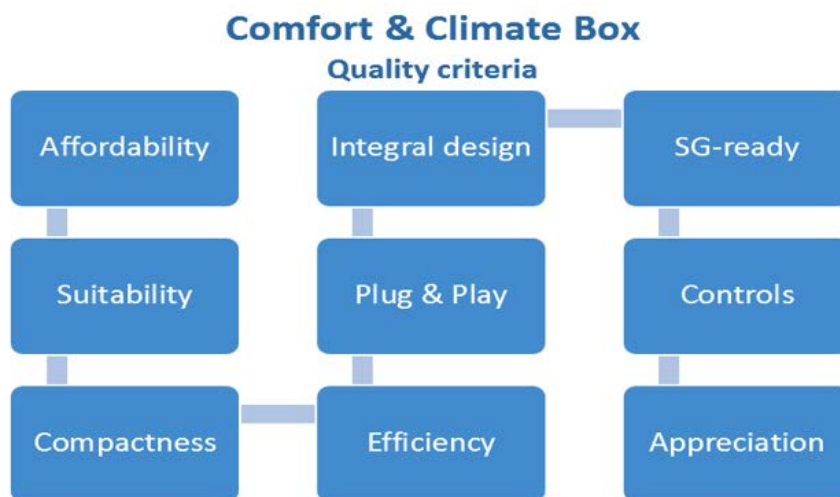 Comfort & Climate Box
Quality criteria
Affordability
Suitability
Compactness
Efficiency
Plug & Play
Integral design
SG-ready
Controls
Appreciation